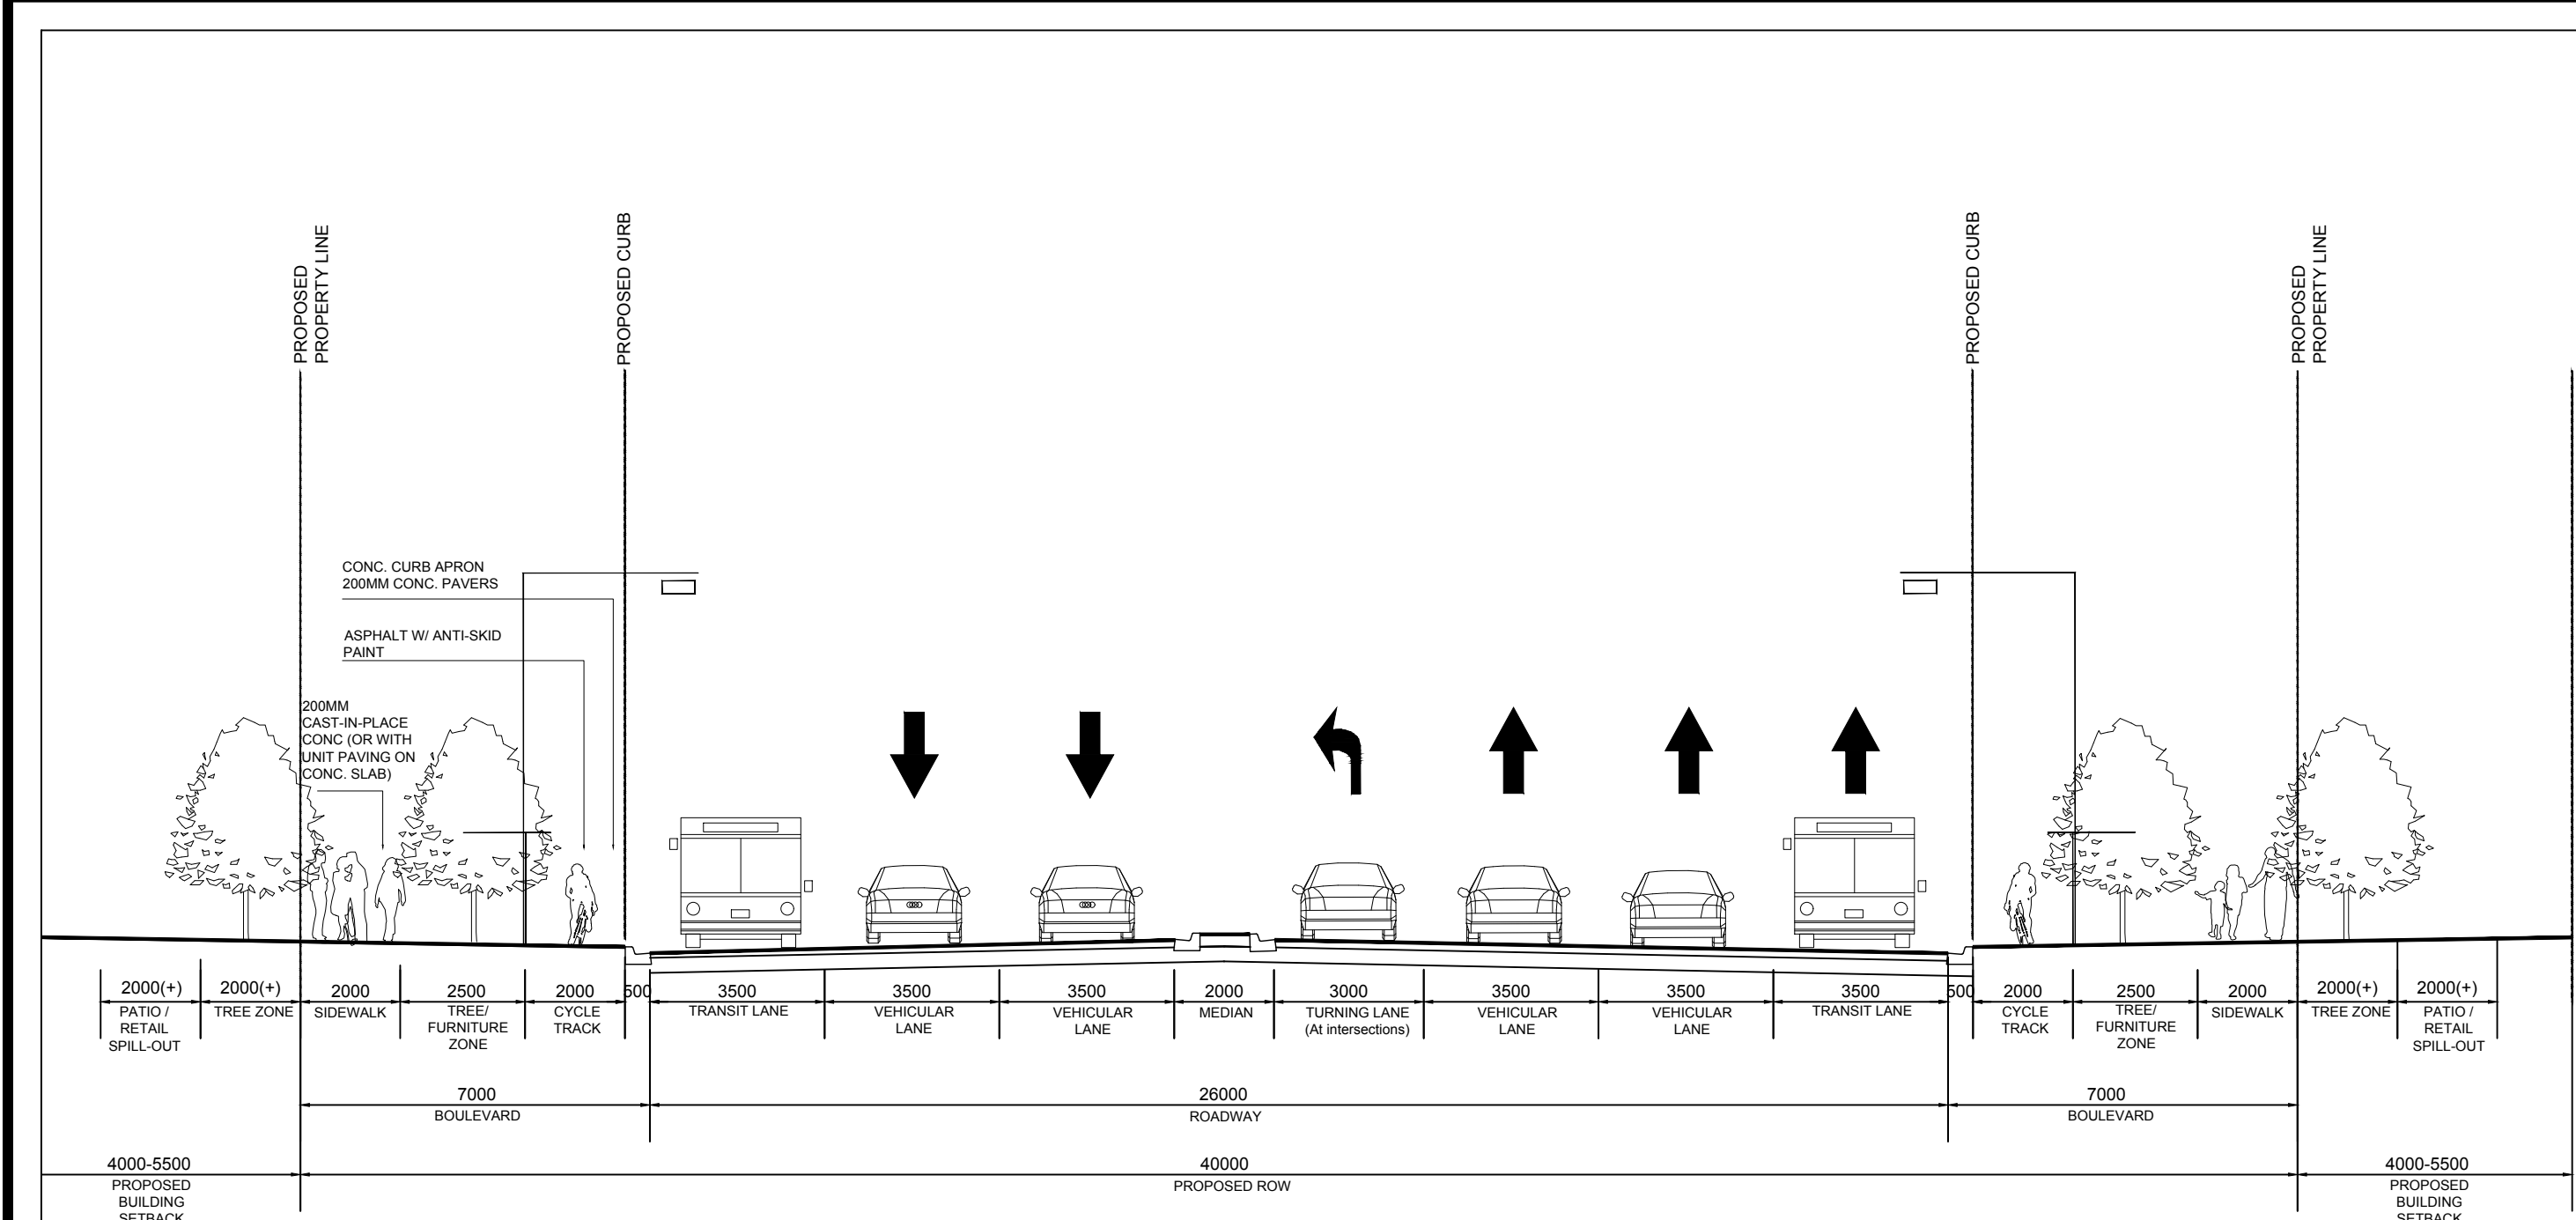 PROPOSED
PROPERTY LINE
PROPOSED CURB
PROPOSED CURB
PROPOSED
PROPERTY LINE
CONC. CURB APRON
200MM CONC. PAVERS
ASPHALT W/ ANTI-SKID
PAINT
200MM
CAST-IN-PLACE
CONC (OR WITH
UNIT PAVING ON
CONC. SLAB)
2000(+)
PATIO /
RETAIL
SPILL-OUT
2000(+)
TREE ZONE
2000
SIDEWALK
2500
TREE/
FURNITURE
ZONE
2000
CYCLE
TRACK
500
3500
TRANSIT LANE
3500
VEHICULAR
LANE
3500
VEHICULAR
LANE
2000
MEDIAN
3000
TURNING LANE
(At intersections)
3500
VEHICULAR
LANE
3500
VEHICULAR
LANE
3500
TRANSIT LANE
500
2000
CYCLE
TRACK
2500
TREE/
FURNITURE
ZONE
2000
SIDEWALK
2000(+)
TREE ZONE
2000(+)
PATIO /
RETAIL
SPILL-OUT
7000
BOULEVARD
26000
ROADWAY
7000
BOULEVARD
4000-5500
PROPOSED
BUILDING
SETBACK
40000
PROPOSED ROW
4000-5500
PROPOSED
BUILDING
SETBACK